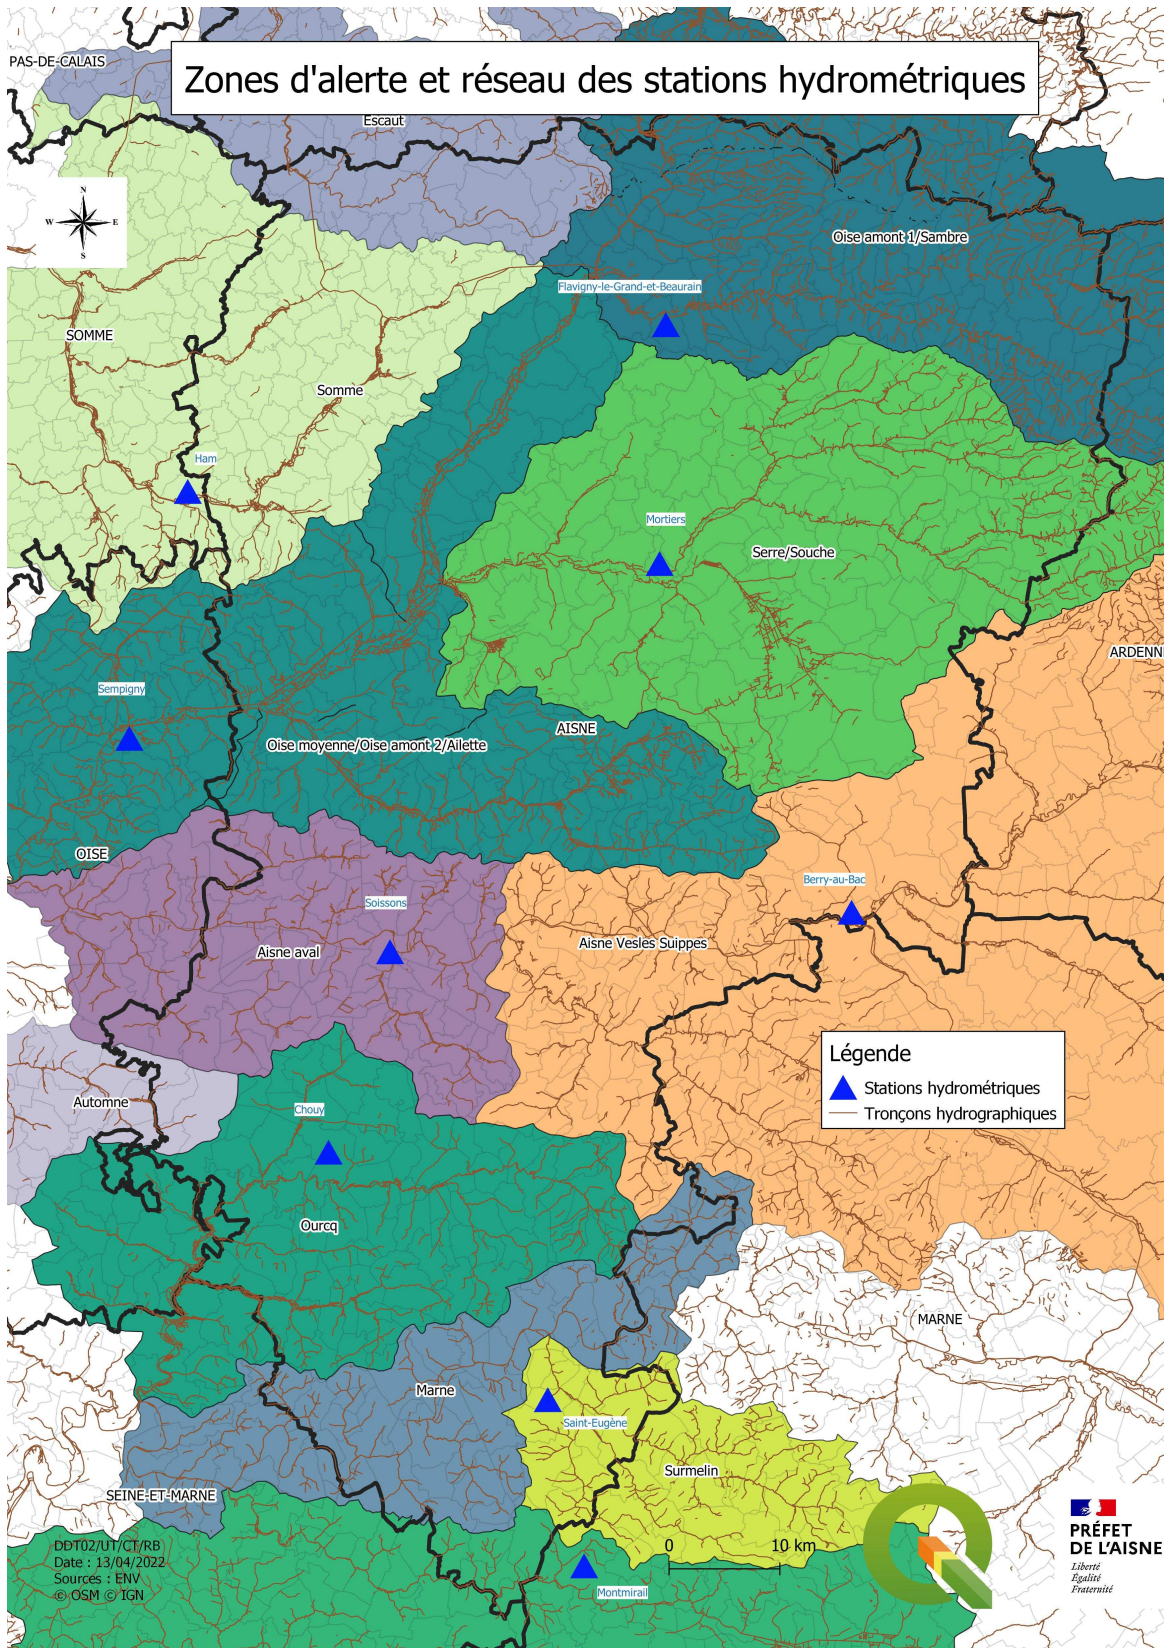 PAS-DE-CALAIS
Zones d'alerte et réseau des stations hydrométriques
Escaut
N
W
E
S
Oise amont 1/Sambre
Flavigny-le-Grand-et-Beaurain
SOMME
Somme
Ham
Mortiers
Serre/Souche
ARDENN
Sempigny
AISNE
Oise moyenne/Oise amont 2/Ailette
OISE
Berry-au-Bac
Soissons
Aisne aval
Aisne Vesles Suippes
Légende
Stations hydrométriques
Tronçons hydrographiques
Automne
Chouy
Ourcq
MARNE
Marne
Saint-Eugène
Surmelin
SEINE-ET-MARNE
DDT02/UT/CT/RB
Date : 13/04/2022
Sources : ENV
© OSM © IGN
0 10 km
Montmirail
PRÉFET
DE L'AISNE
Liberté
Égalité
Fraternité